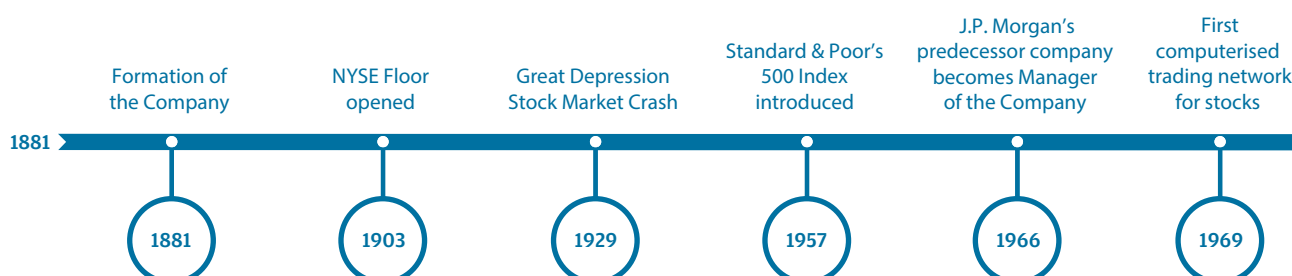 Formation of
the Company
NYSE Floor
opened
Great Depression
Stock Market Crash
Standard & Poor's
500 Index
introduced
J.P. Morgan's
predecessor company
becomes Manager
of the Company
First
computerised
trading network
for stocks
1881
1881
1903
1929
1957
1966
1969